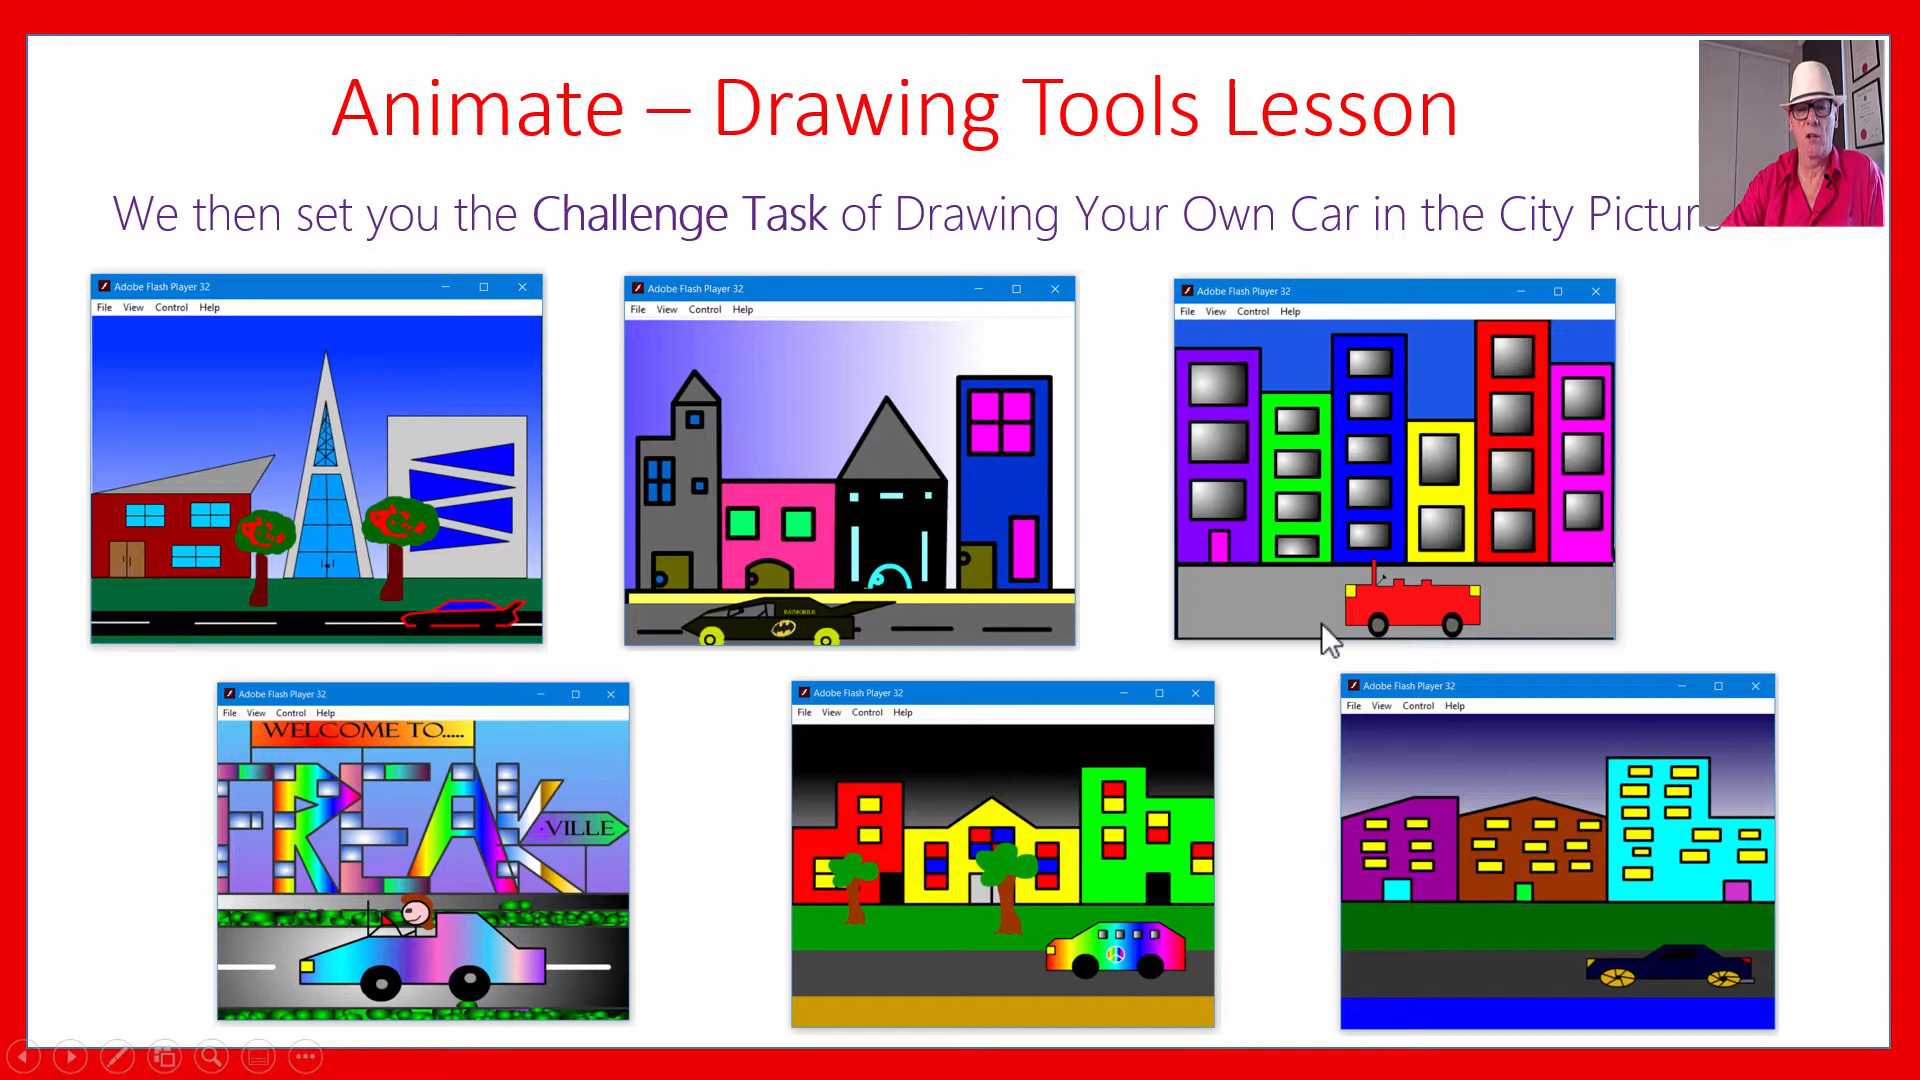 Animate – Drawing Tools Lesson
We then set you the Challenge Task of Drawing Your Own Car in the City Picture
Adobe Flash Player 32
File View Control Help
Adobe Flash Player 32
File View Control Help
BATMOBILE
Adobe Flash Player 32
File View Control Help
Adobe Flash Player 32
File View Control Help
WELCOME TO.....
FREAK
VILLE
Adobe Flash Player 32
File View Control Help
Adobe Flash Player 32
File View Control Help